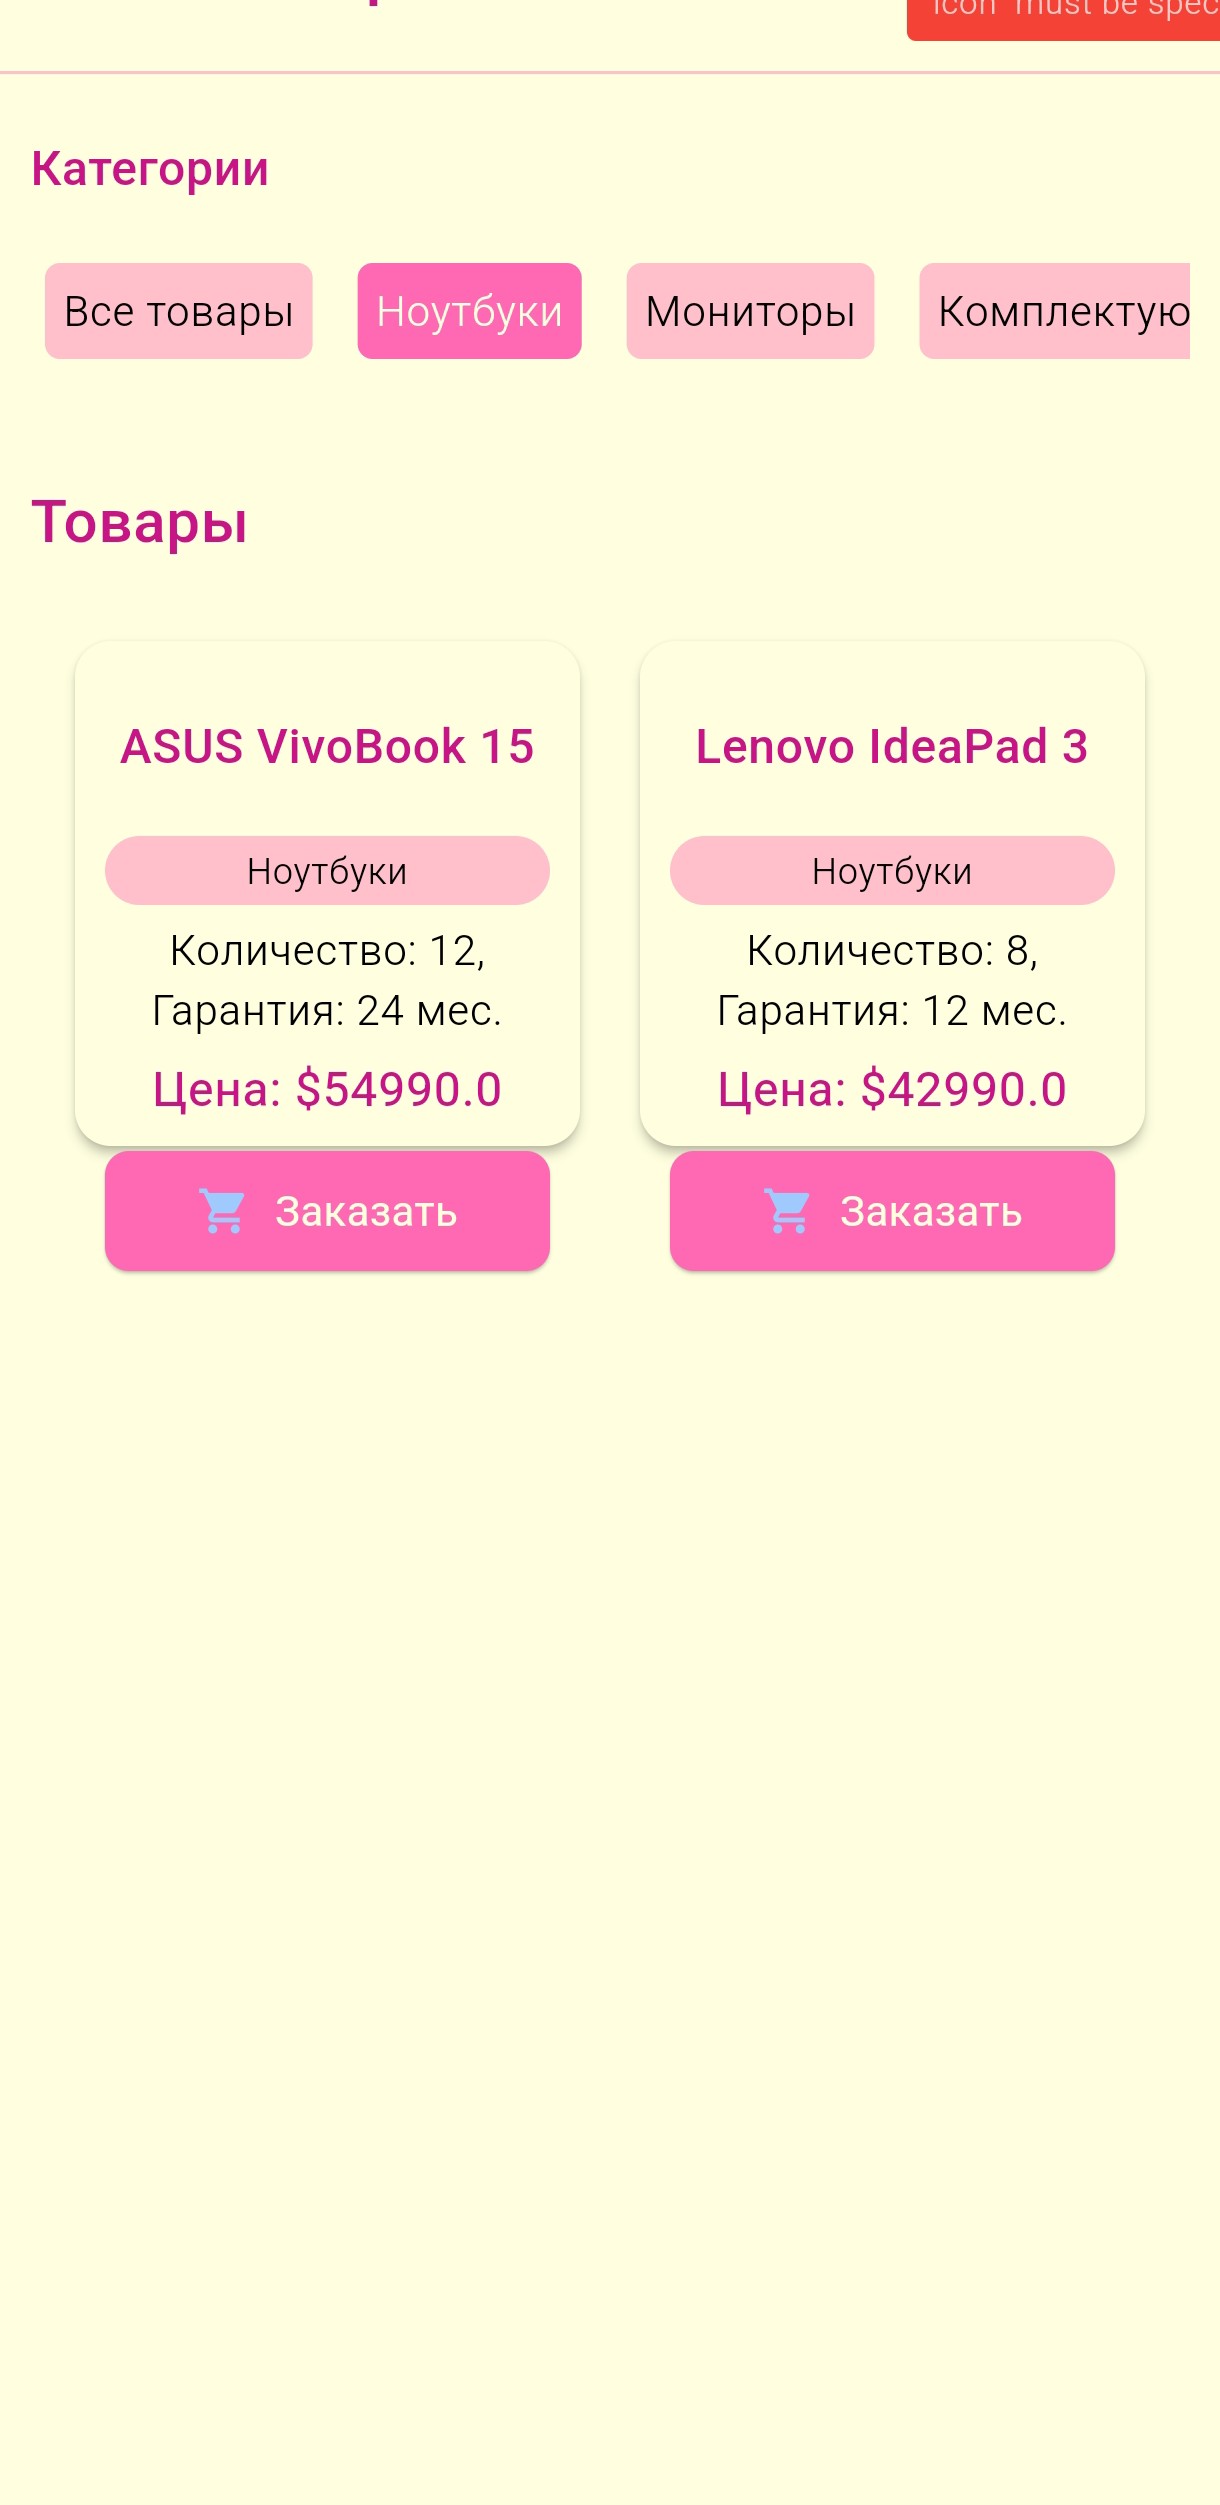 icon must be spec
Категории
Все товары Ноутбуки Мониторы Комплектую
Товары
ASUS VivoBook 15 Lenovo IdeaPad 3
Ноутбуки Ноутбуки
Количество: 12, Количество: 8,
Гарантия: 24 мес. Гарантия: 12 мес.
Цена: $54990.0 Цена: $42990.0
Заказать Заказать